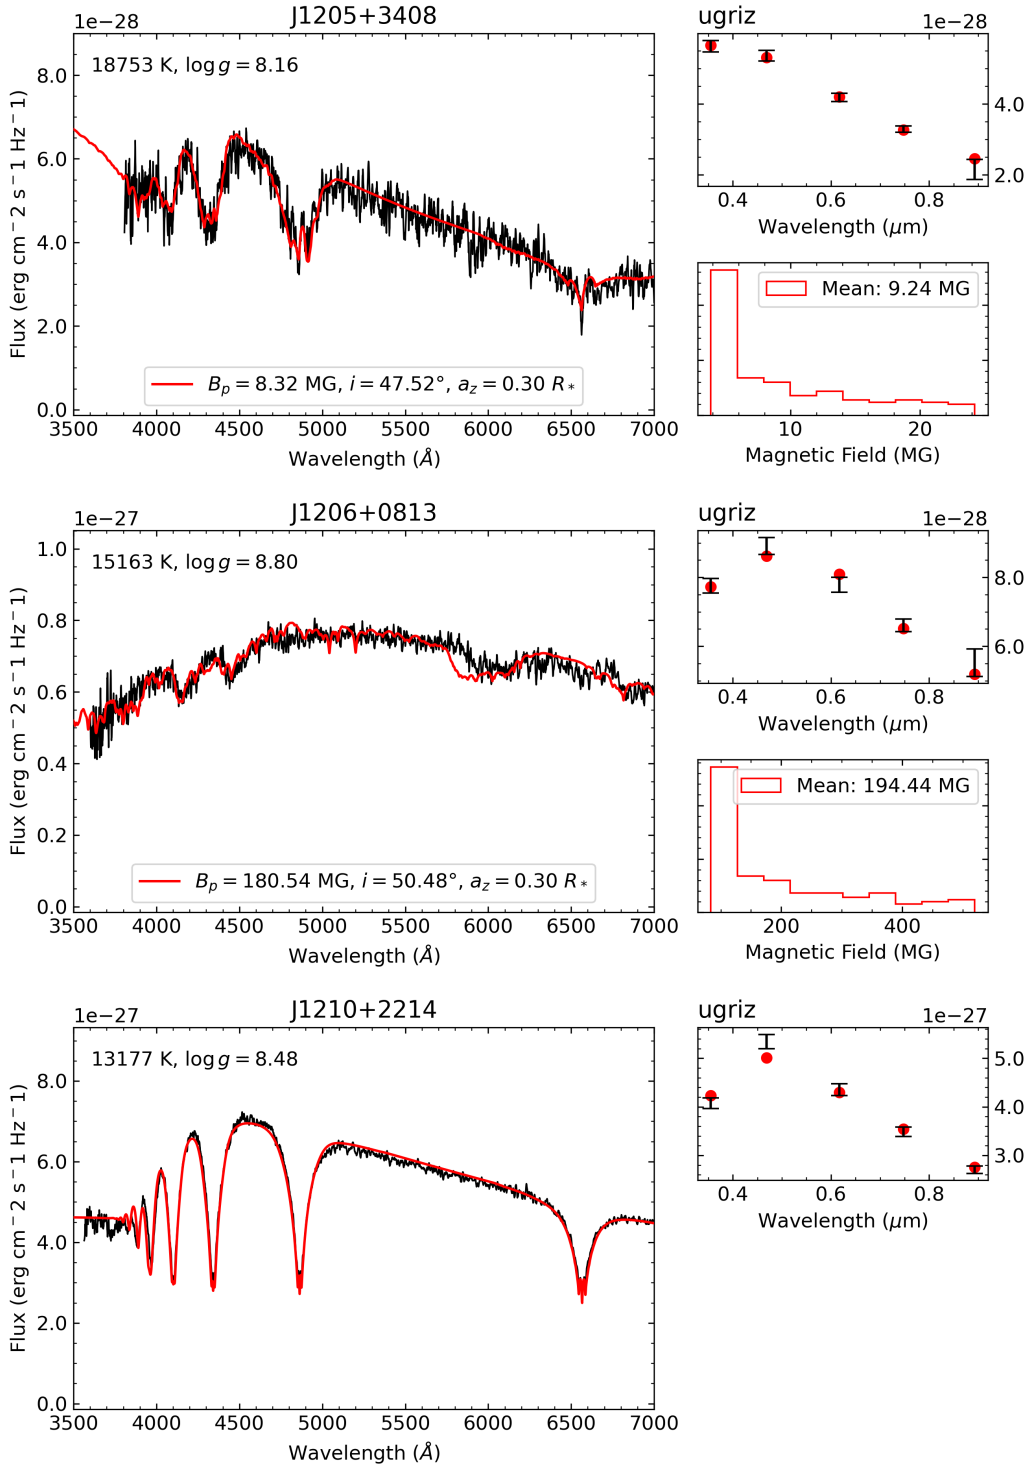 J1205+3408
1e−28
18753 K, log g = 8.16
8.0
6.0
4.0
2.0
0.0
Flux (erg cm−2 s−1 Hz−1)
B_p = 8.32 MG, i = 47.52°, a_z = 0.30 R_*
3500 4000 4500 5000 5500 6000 6500 7000
Wavelength (Å)
ugriz
1e−28
4.0
2.0
0.4 0.6 0.8
Wavelength (μm)
Mean: 9.24 MG
10 20
Magnetic Field (MG)
J1206+0813
1e−27
15163 K, log g = 8.80
1.0
0.8
0.6
0.4
0.2
0.0
Flux (erg cm−2 s−1 Hz−1)
B_p = 180.54 MG, i = 50.48°, a_z = 0.30 R_*
3500 4000 4500 5000 5500 6000 6500 7000
Wavelength (Å)
ugriz
1e−28
8.0
6.0
0.4 0.6 0.8
Wavelength (μm)
Mean: 194.44 MG
200 400
Magnetic Field (MG)
J1210+2214
1e−27
13177 K, log g = 8.48
8.0
6.0
4.0
2.0
0.0
Flux (erg cm−2 s−1 Hz−1)
3500 4000 4500 5000 5500 6000 6500 7000
Wavelength (Å)
ugriz
1e−27
5.0
4.0
3.0
0.4 0.6 0.8
Wavelength (μm)